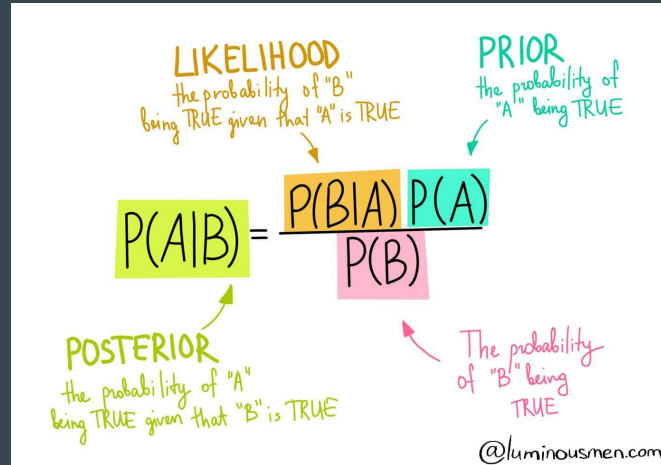 LIKELIHOOD
the probability of "B"
being TRUE given that "A" is TRUE
PRIOR
the probability of
"A" being TRUE
P(A|B) = P(B|A) P(A)
P(B)
POSTERIOR
the probability of "A"
being TRUE given that "B" is TRUE
The probability
of "B" being
TRUE
@luminousmen.com